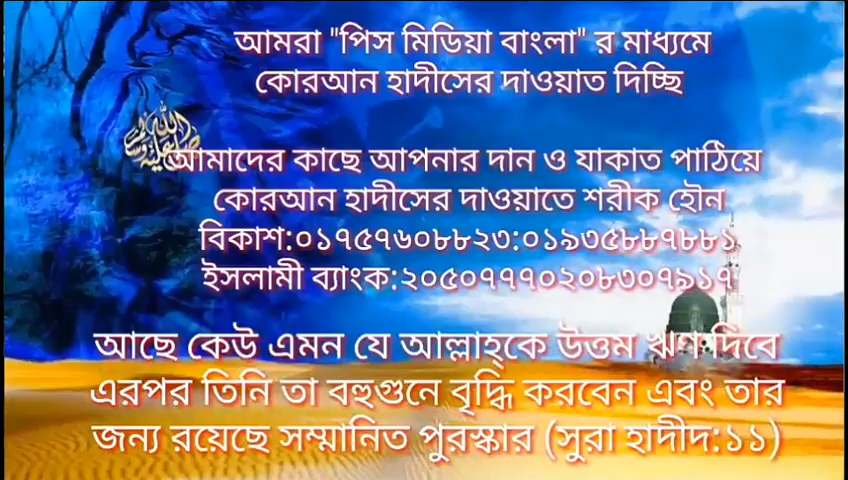 আমরা "পিস মিডিয়া বাংলা" র মাধ্যমে
কোরআন হাদীসের দাওয়াত দিচ্ছি
আমাদের কাছে আপনার দান ও যাকাত পাঠিয়ে
কোরআন হাদীসের দাওয়াতে শরীক হৌন
বিকাশ:০১৭৫৭৬০৮৮২৩:০১৯৩৫৮৮৭৮৮১
ইসলামী ব্যাংক:২০৫০৭৭৭০২০৮৩০৭৯১৭
আছে কেউ এমন যে আল্লাহ্‌কে উত্তম ঋণ দিবে
এরপর তিনি তা বহুগুনে বৃদ্ধি করবেন এবং তার
জন্য রয়েছে সম্মানিত পুরস্কার (সুরা হাদীদ:১১)